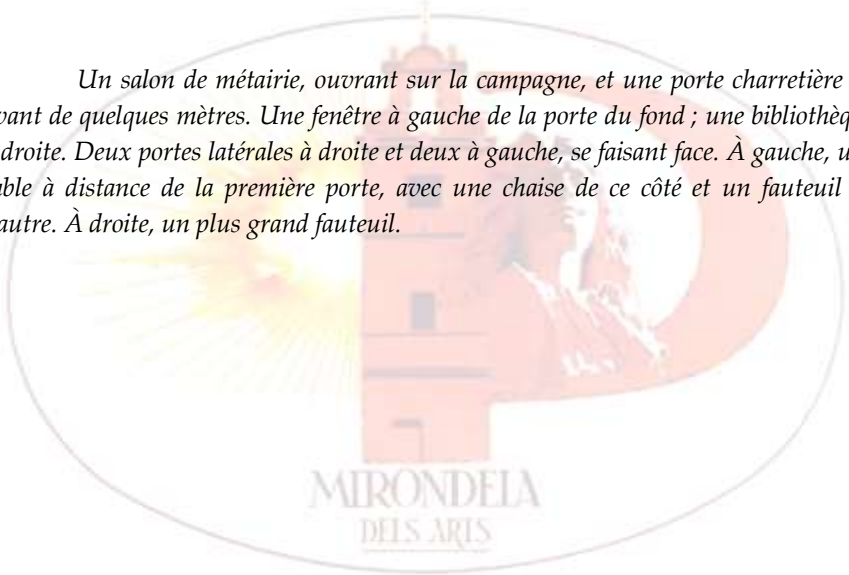 Un salon de métairie, ouvrant sur la campagne, et une porte charretière
vant de quelques mètres. Une fenêtre à gauche de la porte du fond ; une bibliothèq
droite. Deux portes latérales à droite et deux à gauche, se faisant face. À gauche, u
ble à distance de la première porte, avec une chaise de ce côté et un fauteuil
autre. À droite, un plus grand fauteuil.
MIRONDELA
DELS ARTS